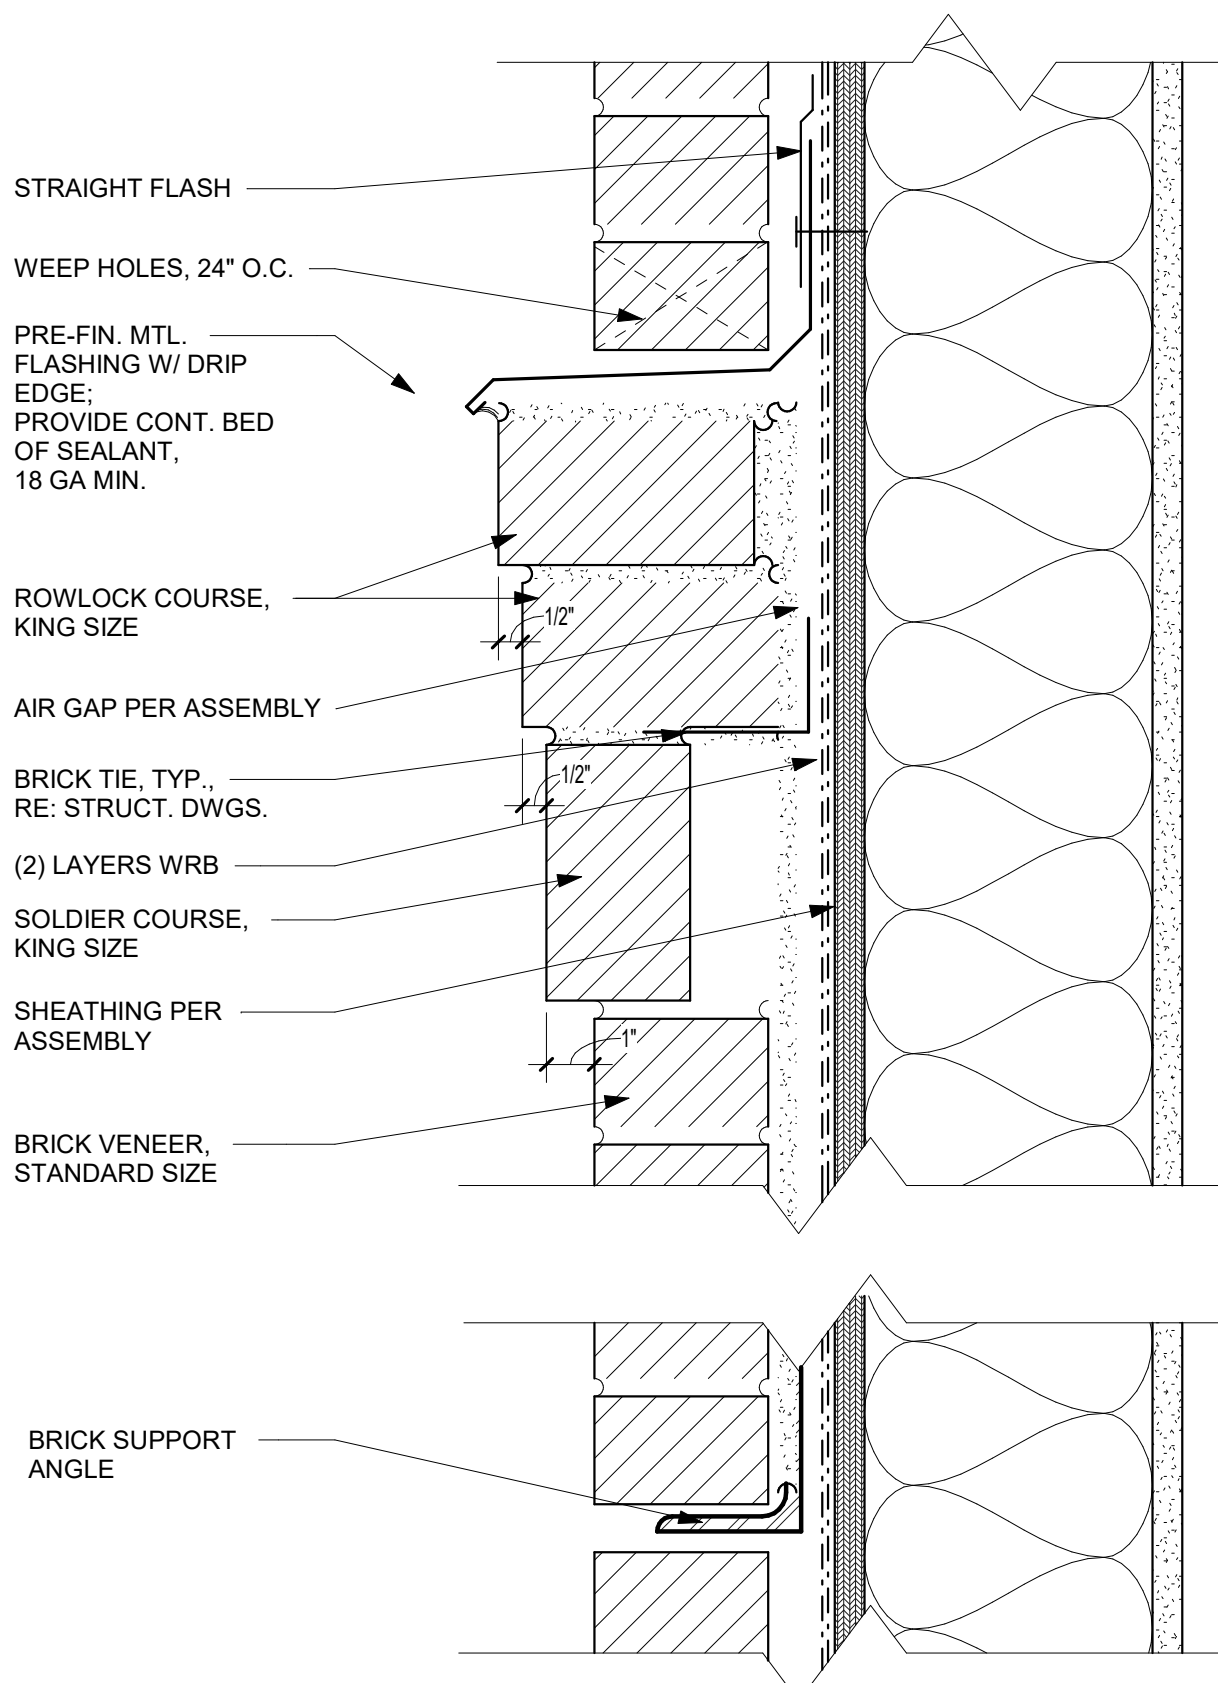 STRAIGHT FLASH
WEEP HOLES, 24" O.C.
PRE-FIN. MTL.
FLASHING W/ DRIP
EDGE;
PROVIDE CONT. BED
OF SEALANT,
18 GA MIN.
ROWLOCK COURSE,
KING SIZE
1/2"
AIR GAP PER ASSEMBLY
BRICK TIE, TYP.,
RE: STRUCT. DWGS.
1/2"
(2) LAYERS WRB
SOLDIER COURSE,
KING SIZE
SHEATHING PER
ASSEMBLY
1"
BRICK VENEER,
STANDARD SIZE
BRICK SUPPORT
ANGLE